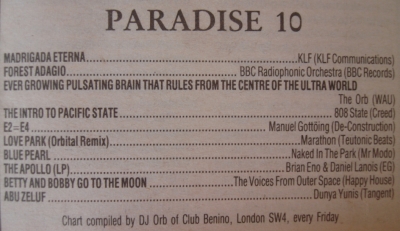 PARADISE 10
MADRIGADA ETERNA KLF (KLF Communications)
FOREST ADAGIO BBC Radiophonic Orchestra (BBC Records)
EVER GROWING PULSATING BRAIN THAT RULES FROM THE CENTRE OF THE ULTRA WORLD
The Orb (WAU)
THE INTRO TO PACIFIC STATE 808 State (Creed)
E2=E4 Manuel Gottöing (De-Construction)
LOVE PARK (Orbital Remix) Marathon (Teutonic Beats)
BLUE PEARL Naked In The Park (Mr Modo)
THE APOLLO (LP) Brian Eno & Daniel Lanois (EG)
BETTY AND BOBBY GO TO THE MOON The Voices From Outer Space (Happy House)
ABU ZELUF Dunya Yunis (Tangent)
Chart compiled by DJ Orb of Club Benino, London SW4, every Friday